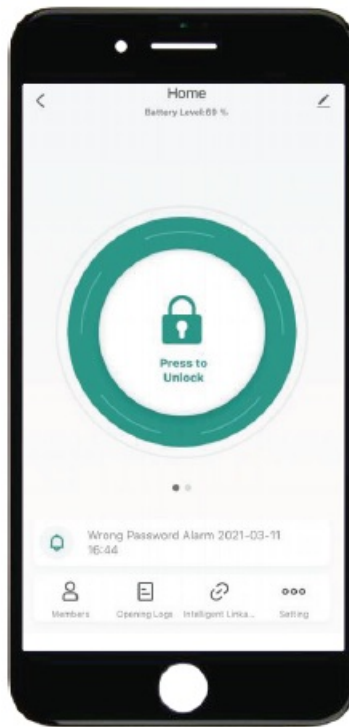 Home
Battery Level:69 %
Press to
Unlock
Wrong Password Alarm 2021-03-11
16:44
Members
Opening Logs
Intelligent Linka...
Setting